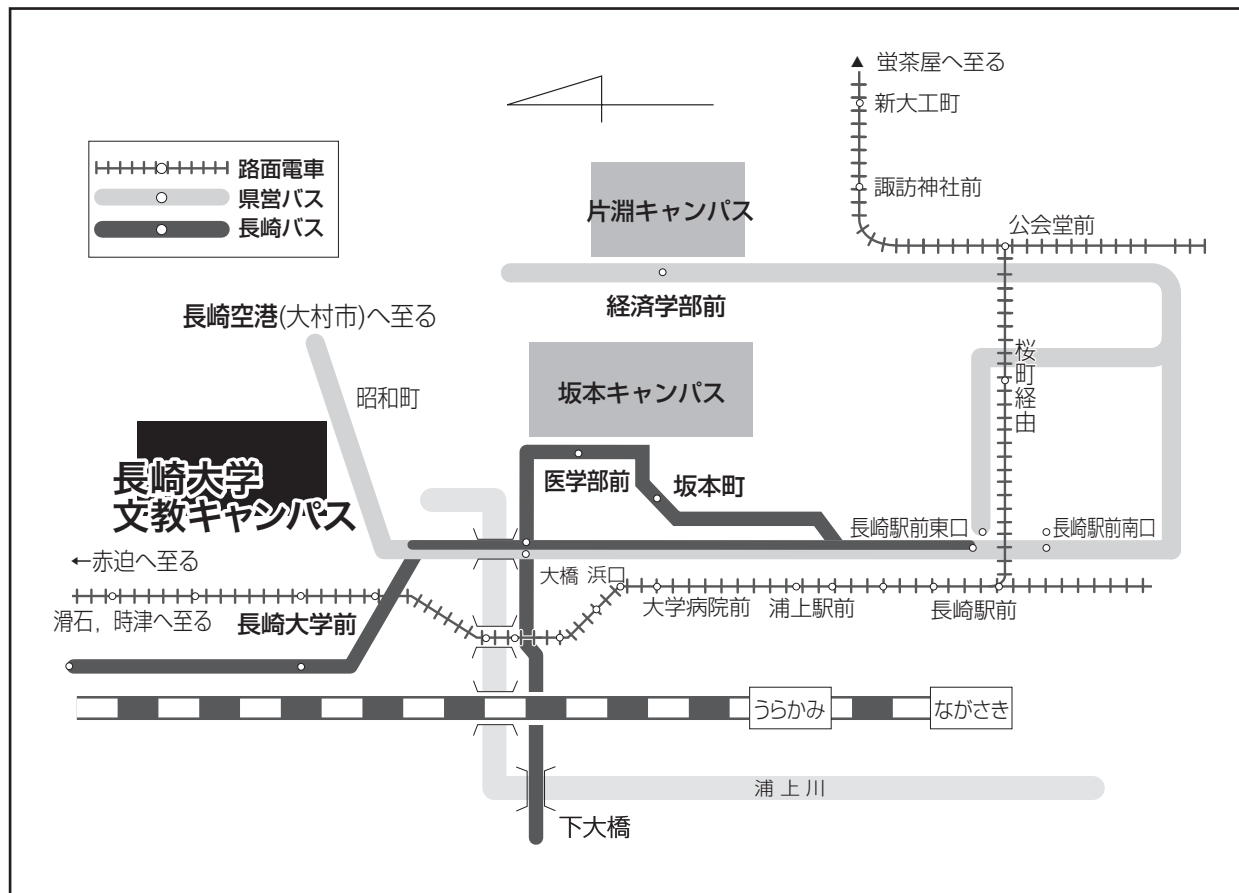 蛍茶屋へ至る
新大工町
路面電車
県営バス
長崎バス
諏訪神社前
片淵キャンパス
公会堂前
経済学部前
長崎空港(大村市)へ至る
桜町経由
坂本キャンパス
昭和町
長崎大学
文教キャンパス
医学部前
坂本町
長崎駅前東口
長崎駅前南口
←赤迫へ至る
大橋
浜口
大学病院前
浦上駅前
長崎駅前
滑石，時津へ至る
長崎大学前
うらかみ
ながさき
浦上川
下大橋